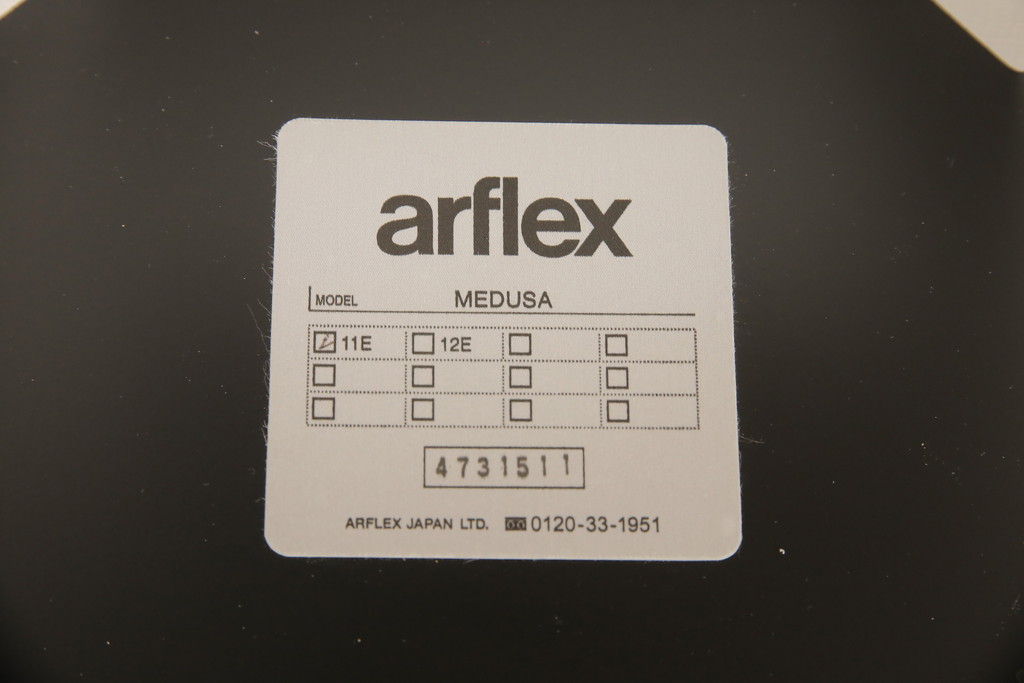 arflex
MODEL MEDUSA
11E 12E
4731511
ARFLEX JAPAN LTD. 0120-33-1951